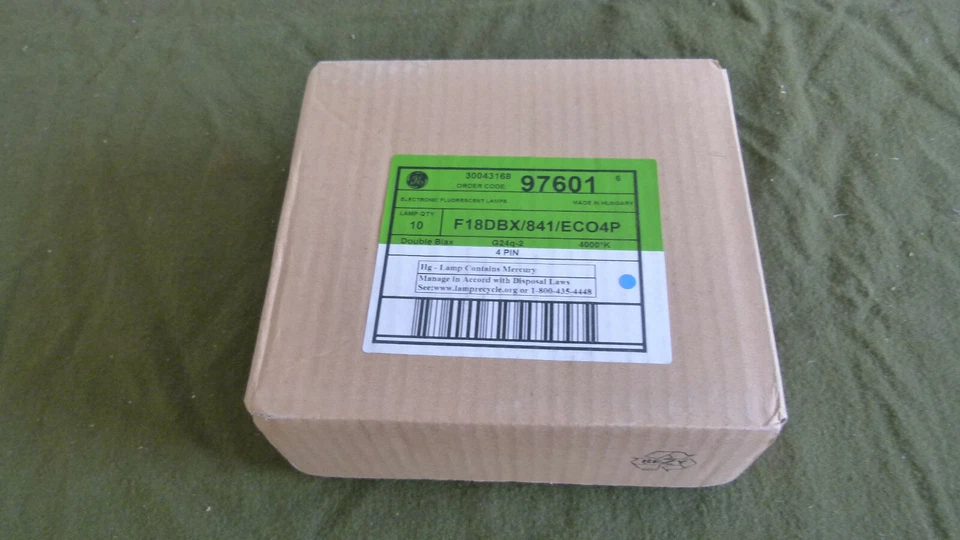 30043168
ORDER CODE: 97601 6
ELECTRONIC FLUORESCENT LAMPS MADE IN HUNGARY
LAMP QTY
10 F18DBX/841/ECO4P
Double Biax G24q-2 4000°K
4 PIN
Hg - Lamp Contains Mercury
Manage in Accord with Disposal Laws
See:www.lamprecycle.org or 1-800-435-4448
RESY